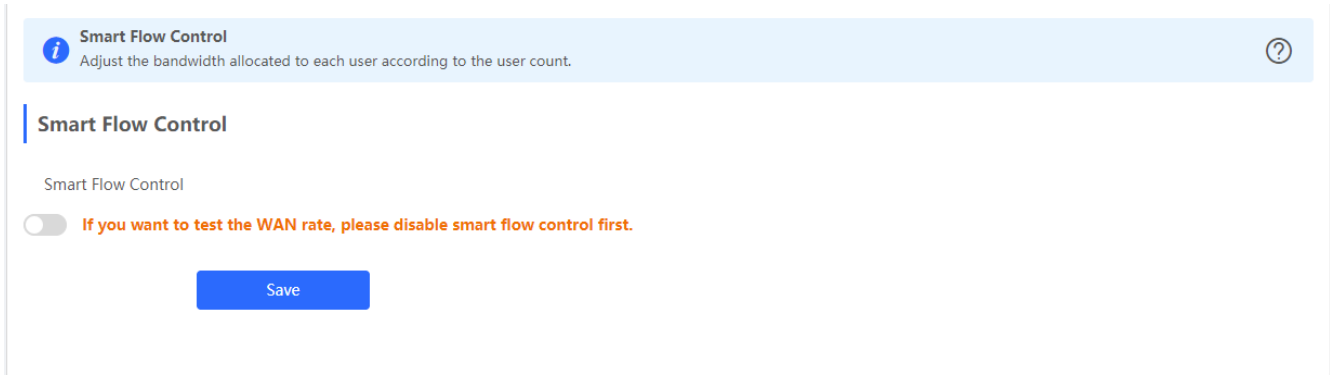 Smart Flow Control
Adjust the bandwidth allocated to each user according to the user count.
Smart Flow Control
Smart Flow Control
If you want to test the WAN rate, please disable smart flow control first.
Save